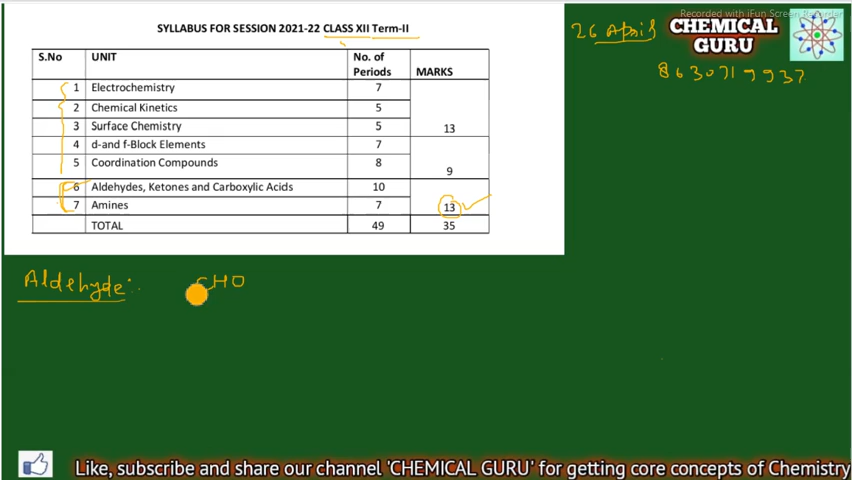 Recorded with iFun Screen Recorder
SYLLABUS FOR SESSION 2021-22 CLASS XII Term-II
26 April
CHEMICAL GURU
8630719937
S.No UNIT No. of Periods MARKS
1 Electrochemistry 7
2 Chemical Kinetics 5
3 Surface Chemistry 5 13
4 d-and f-Block Elements 7
5 Coordination Compounds 8 9
6 Aldehydes, Ketones and Carboxylic Acids 10
7 Amines 7 13
TOTAL 49 35
Aldehyde:. CHO
Like, subscribe and share our channel 'CHEMICAL GURU' for getting core concepts of Chemistry